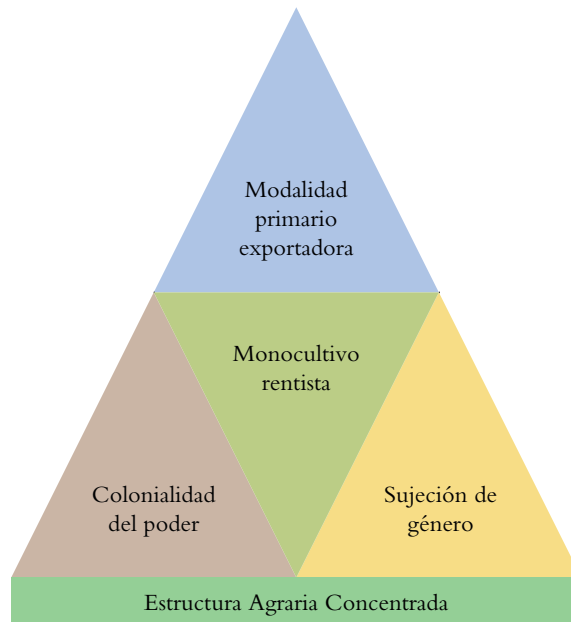 Modalidad
primario
exportadora
Monocultivo
rentista
Colonialidad
del poder
Sujeción de
género
Estructura Agraria Concentrada